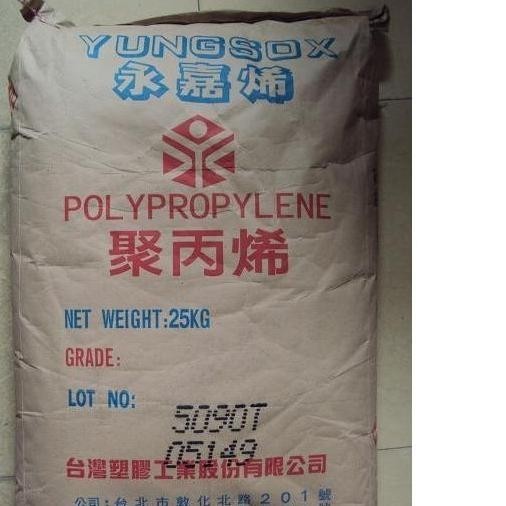 YUNGSOX
永嘉烯
POLYPROPYLENE
聚丙烯
NET WEIGHT:25KG
GRADE:
LOT NO:
5090T
05149
台灣塑膠工業股份有限公司
公司:台北市敦化北路201號